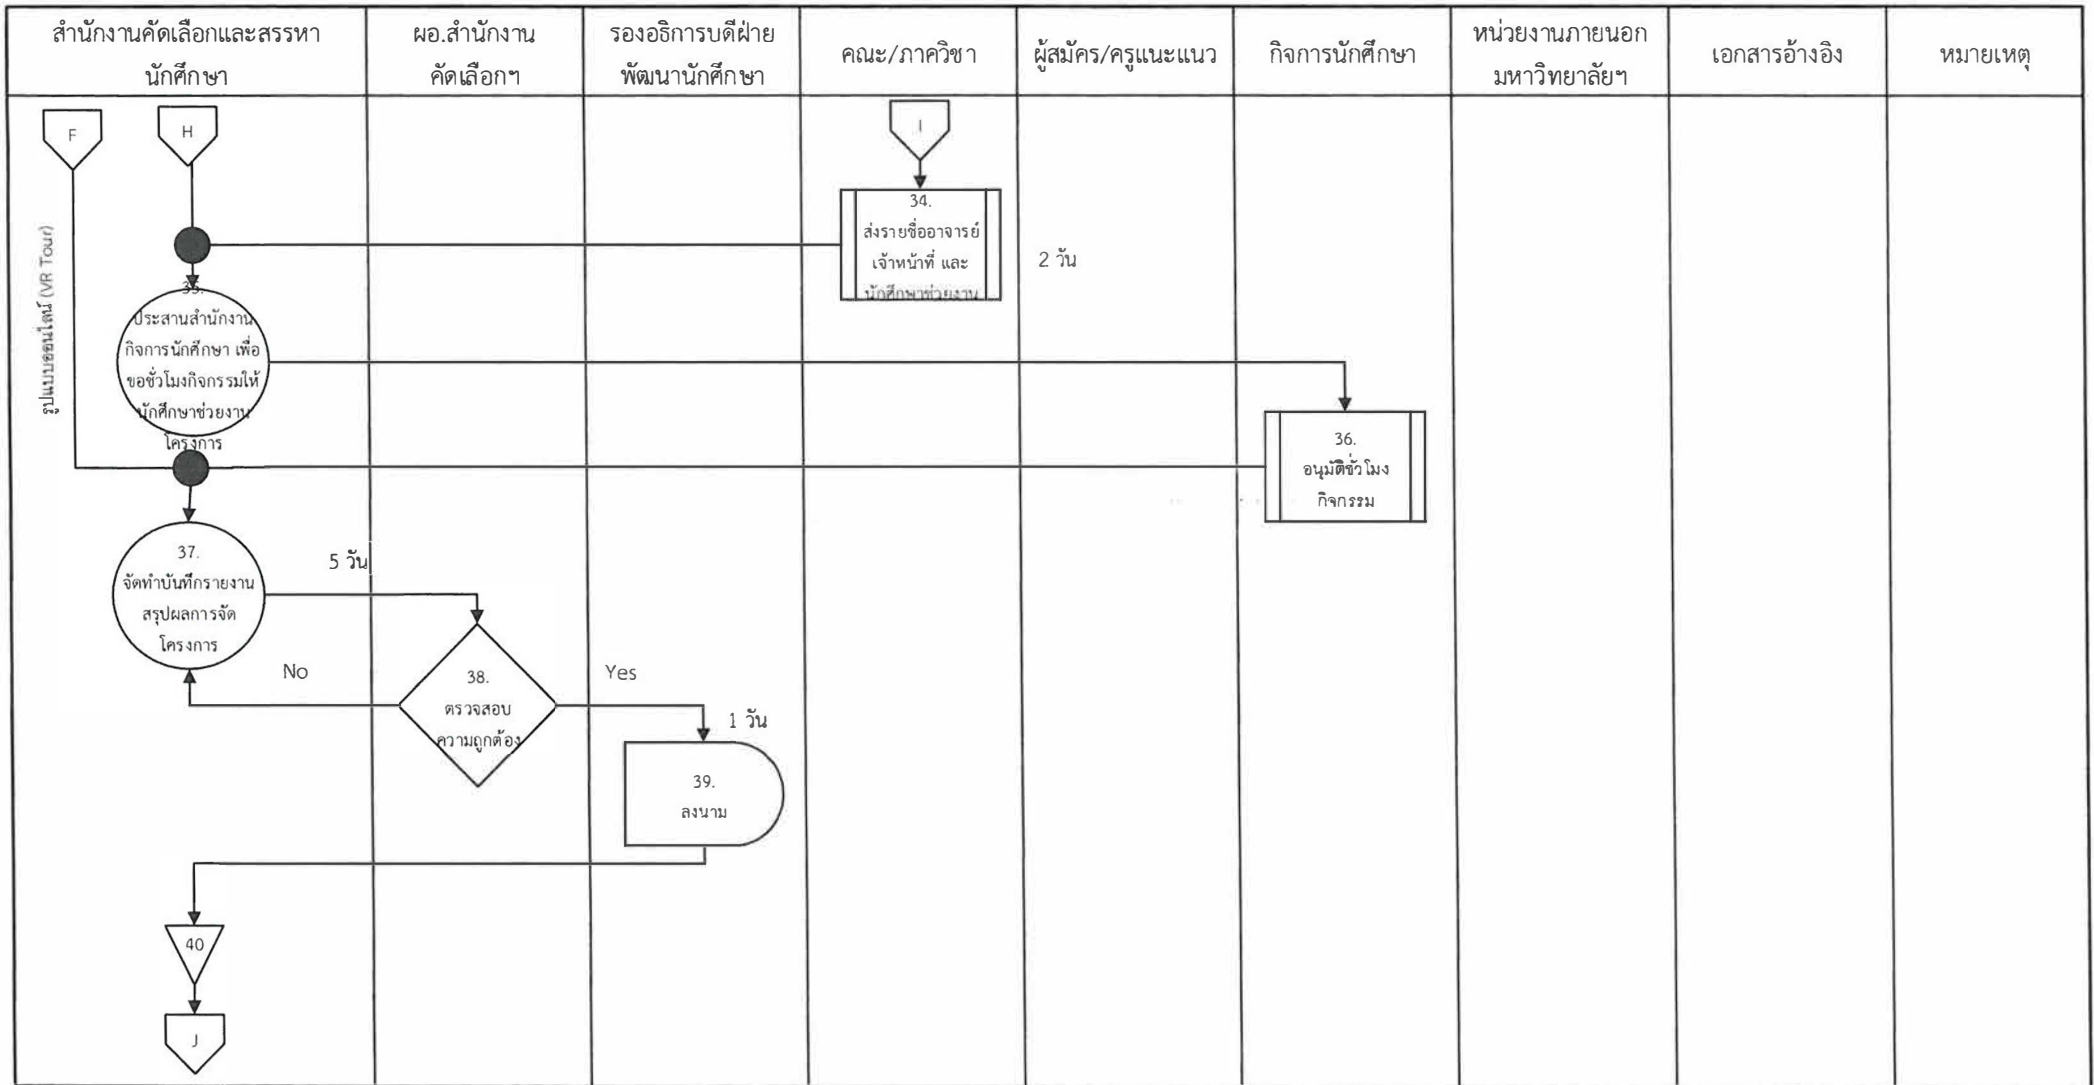 สำนักงานคัดเลือกและสรรหา
นักศึกษา
ผอ.สำนักงาน
คัดเลือกฯ
รองอธิการบดีฝ่าย
พัฒนานักศึกษา
คณะ/ภาควิชา
ผู้สมัคร/ครูแนะแนว
กิจการนักศึกษา
หน่วยงานภายนอก
มหาวิทยาลัยฯ
เอกสารอ้างอิง
หมายเหตุ
F
H
I
รูปแบบออนไลน์ (VR Tour)
34.
ส่งรายชื่ออาจารย์
เจ้าหน้าที่ และ
นักศึกษาช่วยงาน
2 วัน
35.
ประสานสำนักงาน
กิจการนักศึกษา เพื่อ
ขอชั่วโมงกิจกรรมให้
นักศึกษาช่วยงาน
โครงการ
36.
อนุมัติชั่วโมง
กิจกรรม
37.
จัดทำบันทึกรายงาน
สรุปผลการจัด
โครงการ
5 วัน
No
38.
ตรวจสอบ
ความถูกต้อง
Yes
1 วัน
39.
ลงนาม
40
J